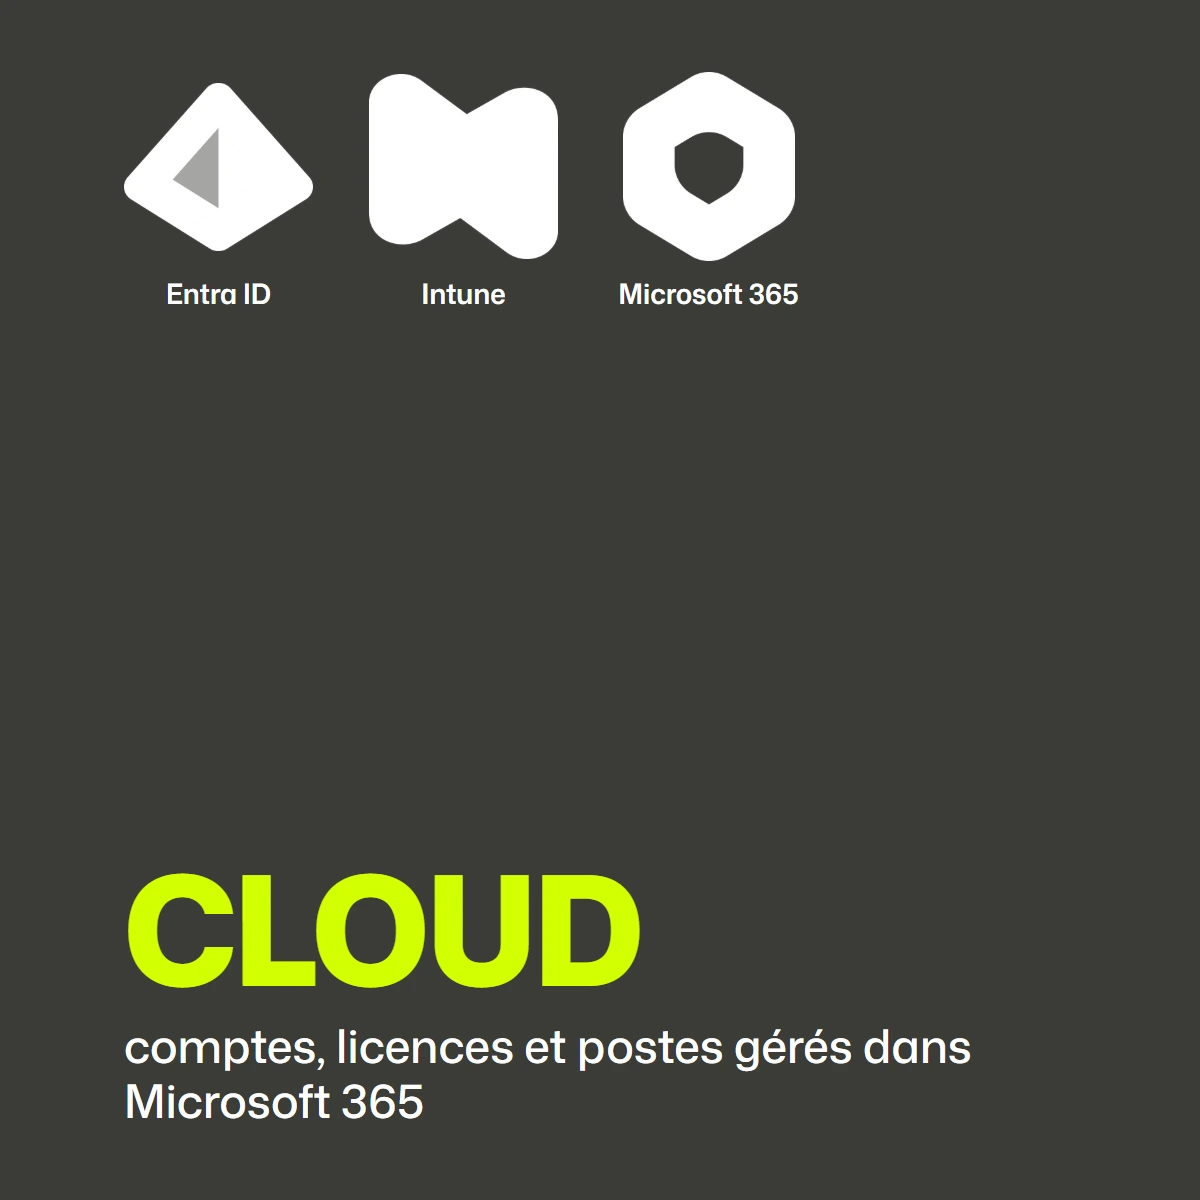 Entra ID
Intune
Microsoft 365
CLOUD
comptes, licences et postes gérés dans
Microsoft 365